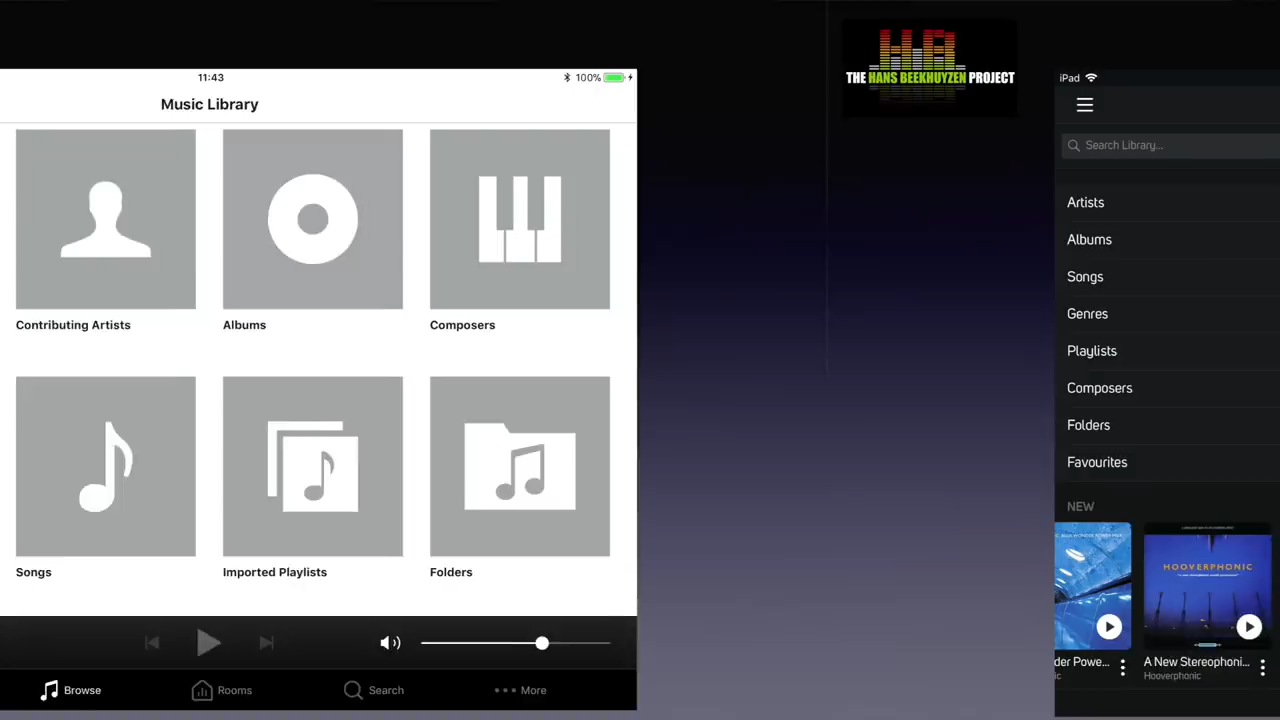 11:43
100%
Music Library
Contributing Artists
Albums
Composers
Songs
Imported Playlists
Folders
Browse
Rooms
Search
More
THE HANS BEEKHUYZEN PROJECT
iPad
Search Library...
Artists
Albums
Songs
Genres
Playlists
Composers
Folders
Favourites
NEW
HOOVERPHONIC
der Powe...
ic
A New Stereophoni...
Hooverphonic